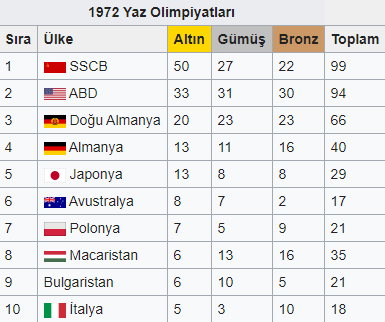 1972 Yaz Olimpiyatları
Sıra Ülke Altın Gümüş Bronz Toplam
1 SSCB 50 27 22 99
2 ABD 33 31 30 94
3 Doğu Almanya 20 23 23 66
4 Almanya 13 11 16 40
5 Japonya 13 8 8 29
6 Avustralya 8 7 2 17
7 Polonya 7 5 9 21
8 Macaristan 6 13 16 35
9 Bulgaristan 6 10 5 21
10 İtalya 5 3 10 18